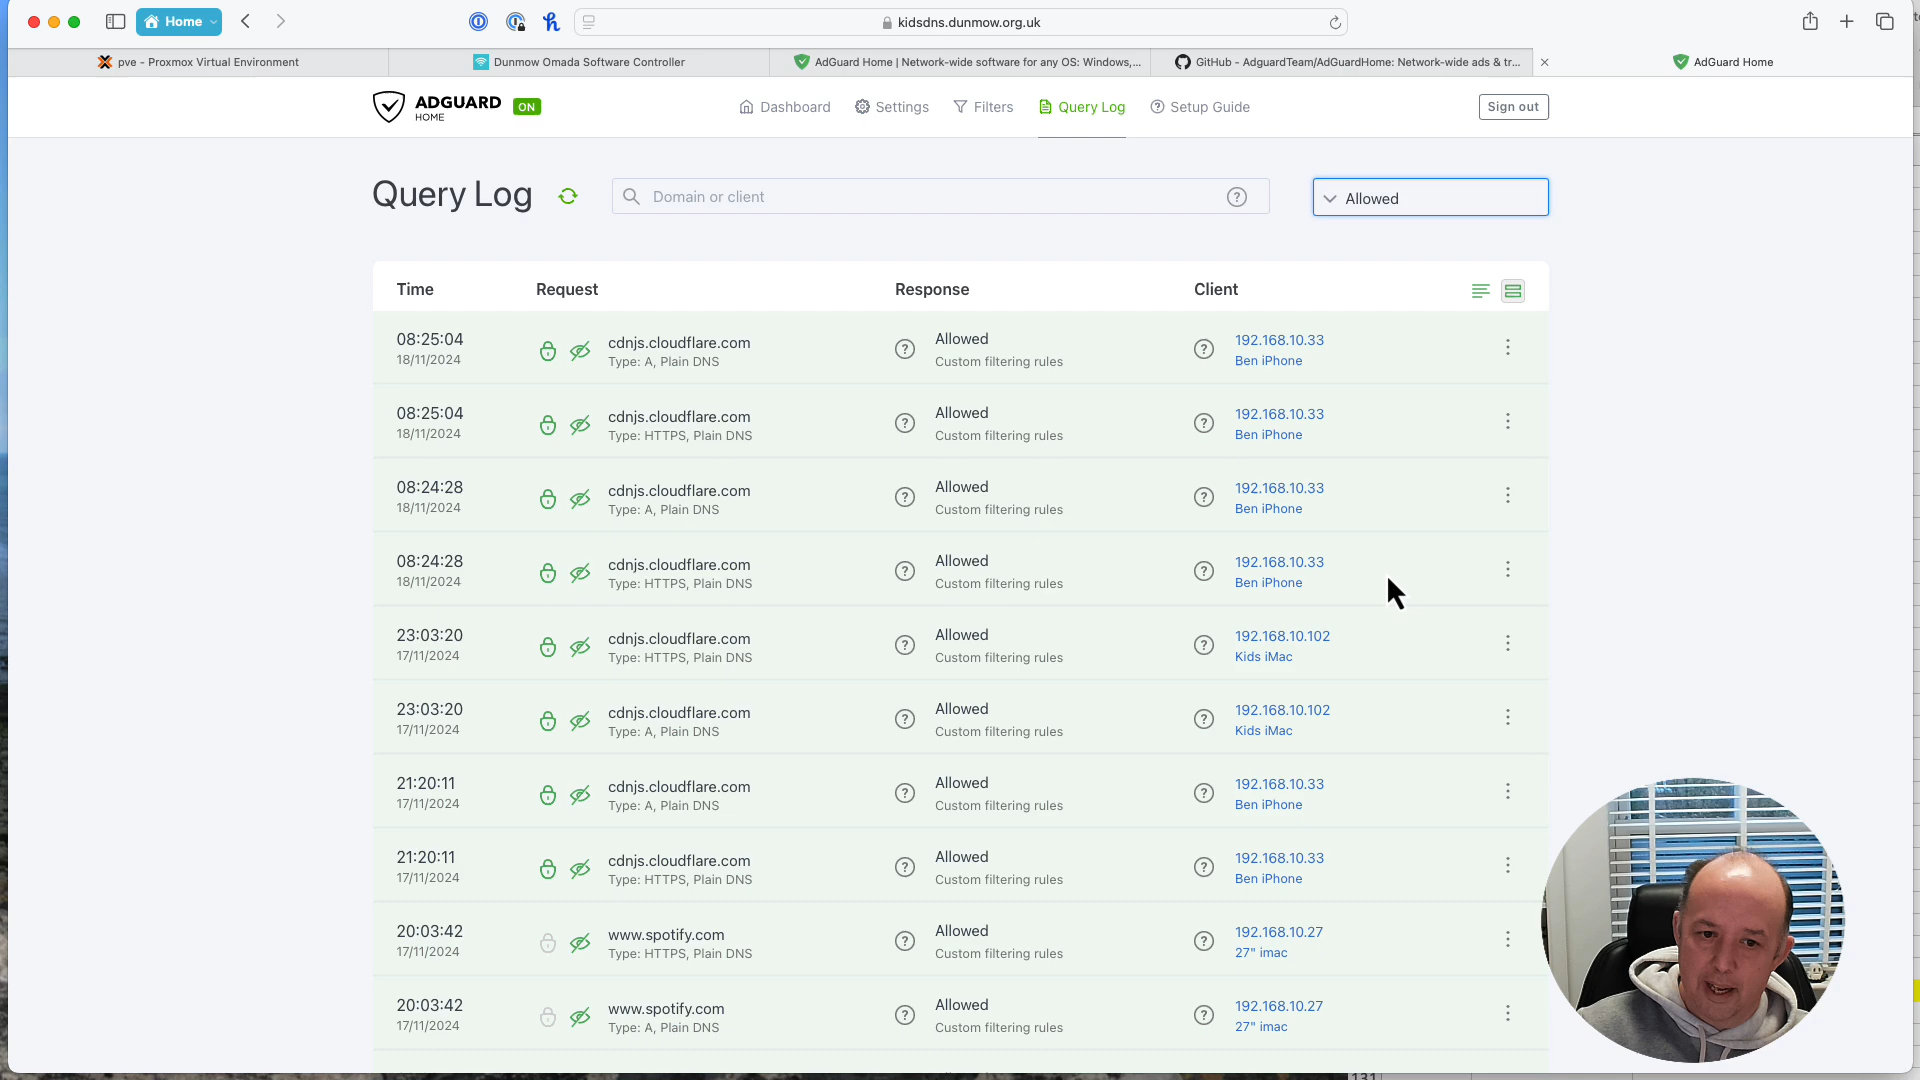 Home
kidsdns.dunmow.org.uk
pve - Proxmox Virtual Environment
Dunmow Omada Software Controller
AdGuard Home | Network-wide software for any OS: Windows,...
GitHub - AdguardTeam/AdGuardHome: Network-wide ads & tr...
AdGuard Home
ADGUARD
HOME
ON
Dashboard
Settings
Filters
Query Log
Setup Guide
Sign out
Query Log
Domain or client
Allowed
Time Request Response Client
08:25:04 cdnjs.cloudflare.com Allowed 192.168.10.33
18/11/2024 Type: A, Plain DNS Custom filtering rules Ben iPhone
08:25:04 cdnjs.cloudflare.com Allowed 192.168.10.33
18/11/2024 Type: HTTPS, Plain DNS Custom filtering rules Ben iPhone
08:24:28 cdnjs.cloudflare.com Allowed 192.168.10.33
18/11/2024 Type: A, Plain DNS Custom filtering rules Ben iPhone
08:24:28 cdnjs.cloudflare.com Allowed 192.168.10.33
18/11/2024 Type: HTTPS, Plain DNS Custom filtering rules Ben iPhone
23:03:20 cdnjs.cloudflare.com Allowed 192.168.10.102
17/11/2024 Type: HTTPS, Plain DNS Custom filtering rules Kids iMac
23:03:20 cdnjs.cloudflare.com Allowed 192.168.10.102
17/11/2024 Type: A, Plain DNS Custom filtering rules Kids iMac
21:20:11 cdnjs.cloudflare.com Allowed 192.168.10.33
17/11/2024 Type: A, Plain DNS Custom filtering rules Ben iPhone
21:20:11 cdnjs.cloudflare.com Allowed 192.168.10.33
17/11/2024 Type: HTTPS, Plain DNS Custom filtering rules Ben iPhone
20:03:42 www.spotify.com Allowed 192.168.10.27
17/11/2024 Type: HTTPS, Plain DNS Custom filtering rules 27" imac
20:03:42 www.spotify.com Allowed 192.168.10.27
17/11/2024 Type: A, Plain DNS Custom filtering rules 27" imac